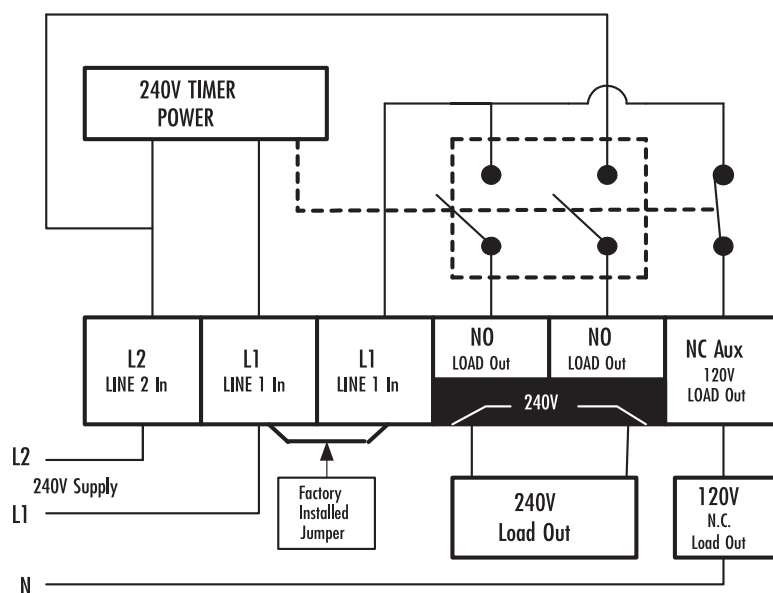 240V TIMER
POWER
L2
LINE 2 In
L1
LINE 1 In
L1
LINE 1 In
NO
LOAD Out
NO
LOAD Out
240V
NC Aux
120V
LOAD Out
L2
240V Supply
L1
N
Factory
Installed
Jumper
240V
Load Out
120V
N.C.
Load Out